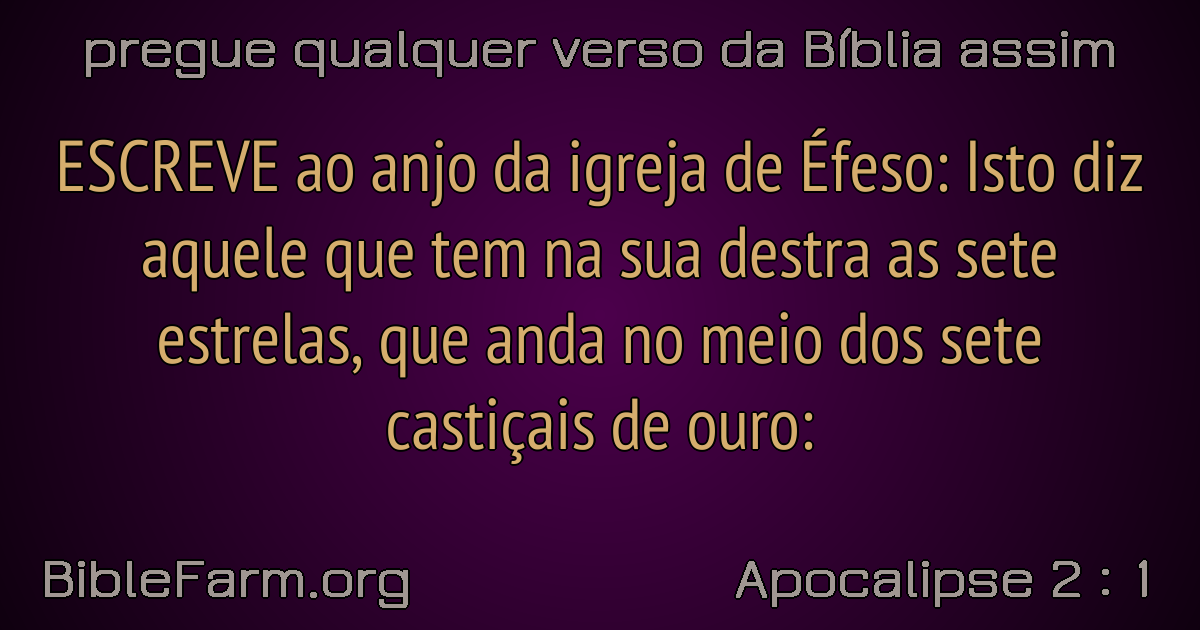 pregue qualquer verso da Bíblia assim
ESCREVE ao anjo da igreja de Éfeso: Isto diz
aquele que tem na sua destra as sete
estrelas, que anda no meio dos sete
castiçais de ouro:
BibleFarm.org
Apocalipse 2 : 1